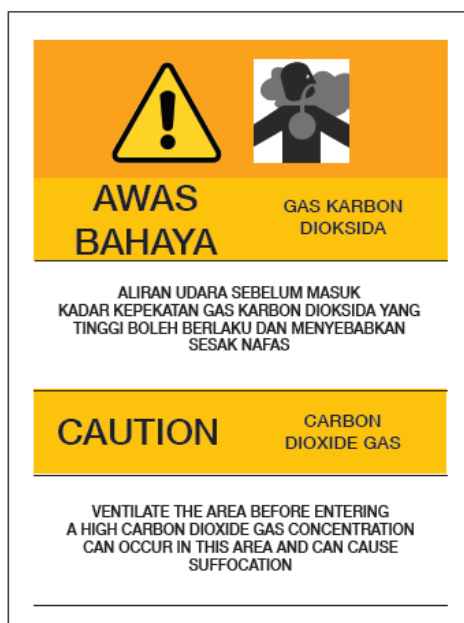 AWAS
BAHAYA
GAS KARBON
DIOKSIDA
ALIRAN UDARA SEBELUM MASUK
KADAR KEPEKATAN GAS KARBON DIOKSIDA YANG
TINGGI BOLEH BERLAKU DAN MENYEBABKAN
SESAK NAFAS
CAUTION
CARBON
DIOXIDE GAS
VENTILATE THE AREA BEFORE ENTERING
A HIGH CARBON DIOXIDE GAS CONCENTRATION
CAN OCCUR IN THIS AREA AND CAN CAUSE
SUFFOCATION